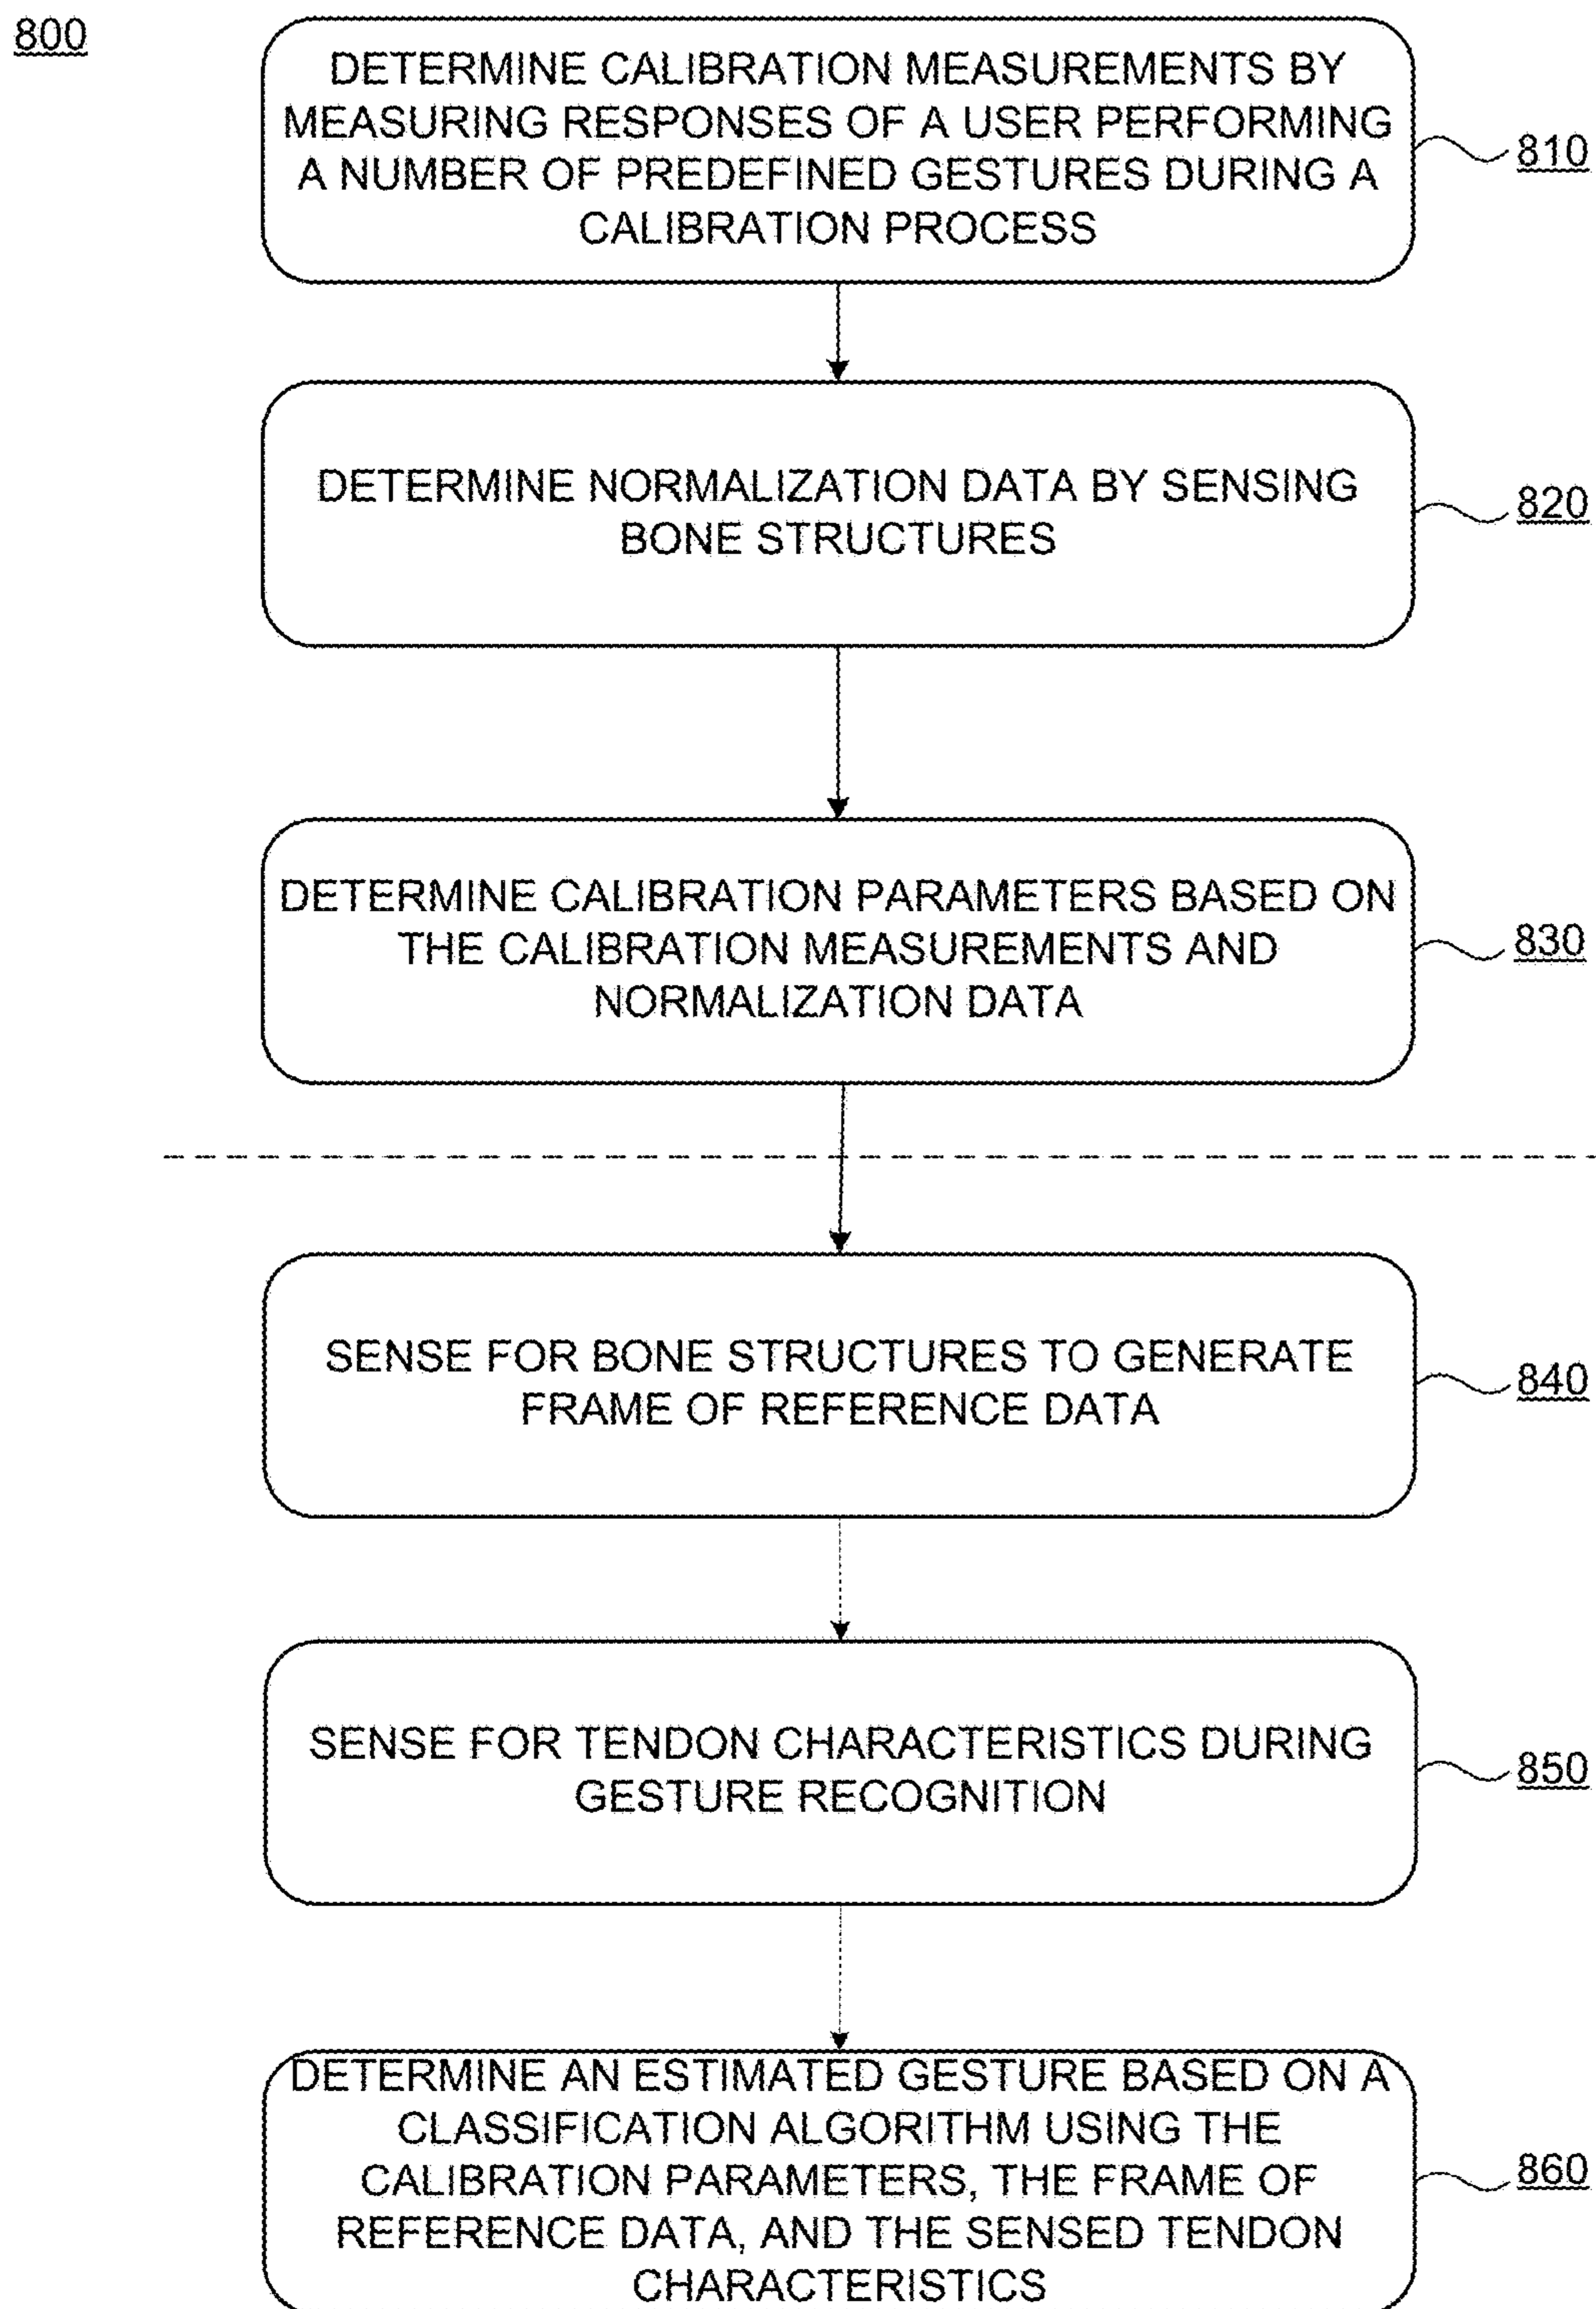 800
DETERMINE CALIBRATION MEASUREMENTS BY
MEASURING RESPONSES OF A USER PERFORMING
A NUMBER OF PREDEFINED GESTURES DURING A
CALIBRATION PROCESS
810
DETERMINE NORMALIZATION DATA BY SENSING
BONE STRUCTURES
820
DETERMINE CALIBRATION PARAMETERS BASED ON
THE CALIBRATION MEASUREMENTS AND
NORMALIZATION DATA
830
SENSE FOR BONE STRUCTURES TO GENERATE
FRAME OF REFERENCE DATA
840
SENSE FOR TENDON CHARACTERISTICS DURING
GESTURE RECOGNITION
850
DETERMINE AN ESTIMATED GESTURE BASED ON A
CLASSIFICATION ALGORITHM USING THE
CALIBRATION PARAMETERS, THE FRAME OF
REFERENCE DATA, AND THE SENSED TENDON
CHARACTERISTICS
860